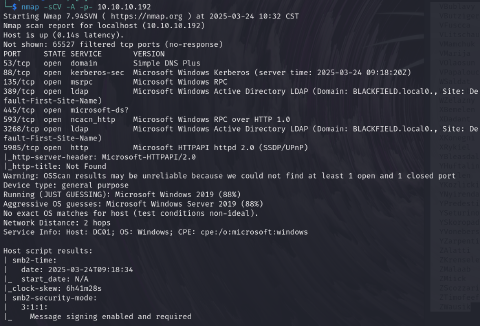 └─$ nmap -sCV -A -p- 10.10.10.192
Starting Nmap 7.94SVN ( https://nmap.org ) at 2025-03-24 10:32 CST
Nmap scan report for localhost (10.10.10.192)
Host is up (0.14s latency).
Not shown: 65527 filtered tcp ports (no-response)
PORT     STATE SERVICE       VERSION
53/tcp   open  domain        Simple DNS Plus
88/tcp   open  kerberos-sec  Microsoft Windows Kerberos (server time: 2025-03-24 09:18:20Z)
135/tcp  open  msrpc         Microsoft Windows RPC
389/tcp  open  ldap          Microsoft Windows Active Directory LDAP (Domain: BLACKFIELD.local0., Site: De
fault-First-Site-Name)
445/tcp  open  microsoft-ds?
593/tcp  open  ncacn_http    Microsoft Windows RPC over HTTP 1.0
3268/tcp open  ldap          Microsoft Windows Active Directory LDAP (Domain: BLACKFIELD.local0., Site: De
fault-First-Site-Name)
5985/tcp open  http          Microsoft HTTPAPI httpd 2.0 (SSDP/UPnP)
|_http-server-header: Microsoft-HTTPAPI/2.0
|_http-title: Not Found
Warning: OSScan results may be unreliable because we could not find at least 1 open and 1 closed port
Device type: general purpose
Running (JUST GUESSING): Microsoft Windows 2019 (88%)
Aggressive OS guesses: Microsoft Windows Server 2019 (88%)
No exact OS matches for host (test conditions non-ideal).
Network Distance: 2 hops
Service Info: Host: DC01; OS: Windows; CPE: cpe:/o:microsoft:windows
Host script results:
| smb2-time:
|   date: 2025-03-24T09:18:34
|_  start_date: N/A
|_clock-skew: 6h41m28s
| smb2-security-mode:
|   3:1:1:
|_    Message signing enabled and required